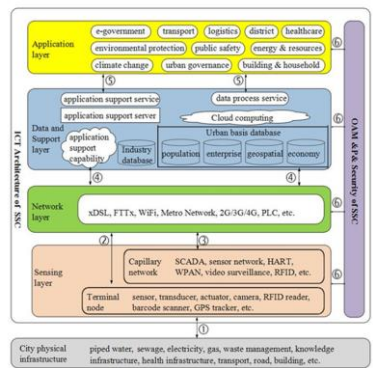 e-government transport logistics district healthcare
Application layer
environmental protection public safety energy & resources
climate change urban governance building & household
⑥
⑤ ⑤
application support service data process service
application support server Cloud computing
Data and Support layer
application support capability
Industry database
Urban basis database
population enterprise geospatial economy
⑥
④ ④
Network layer
xDSL, FTTx, WiFi, Metro Network, 2G/3G/4G, PLC, etc.
⑥
② ③
Capillary network
SCADA, sensor network, HART,
WPAN, video surveillance, RFID, etc.
Sensing layer
⑥
Terminal node
sensor, transducer, actuator, camera, RFID reader,
barcode scanner, GPS tracker, etc.
ICT Architecture of SSC
OAM &P& Security of SSC
①
City physical infrastructure
piped water, sewage, electricity, gas, waste management, knowledge
infrastructure, health infrastructure, transport, road, building, etc.